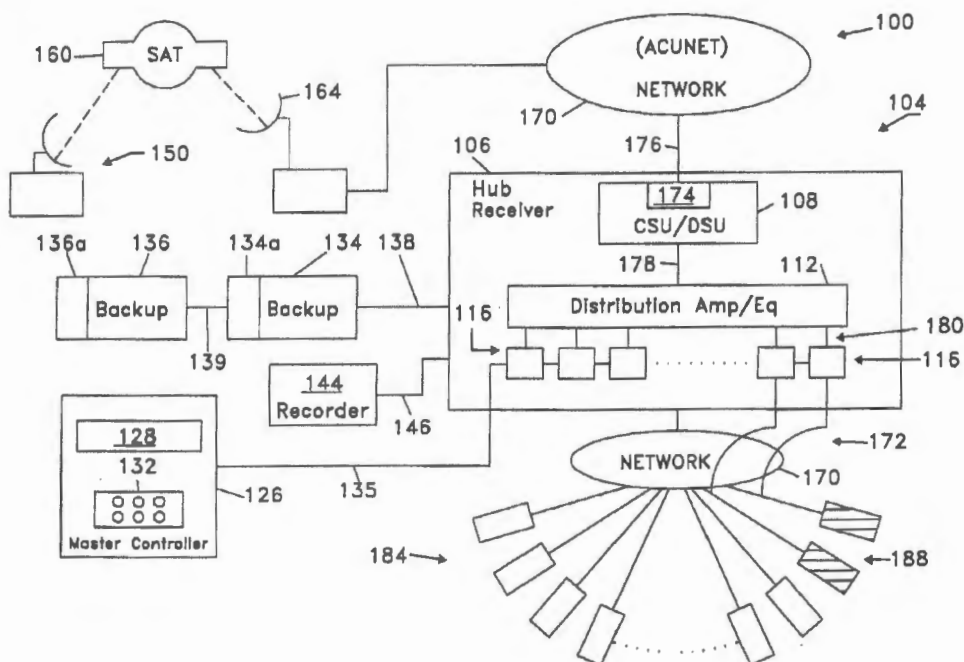 160
SAT
164
150
(ACUNET)
NETWORK
170
100
104
176
106
Hub
Receiver
174
CSU/DSU
108
178
112
Distribution Amp/Eq
136a
136
134a
134
138
Backup
Backup
139
116
180
116
144
Recorder
146
128
132
Master Controller
126
135
NETWORK
170
172
184
188